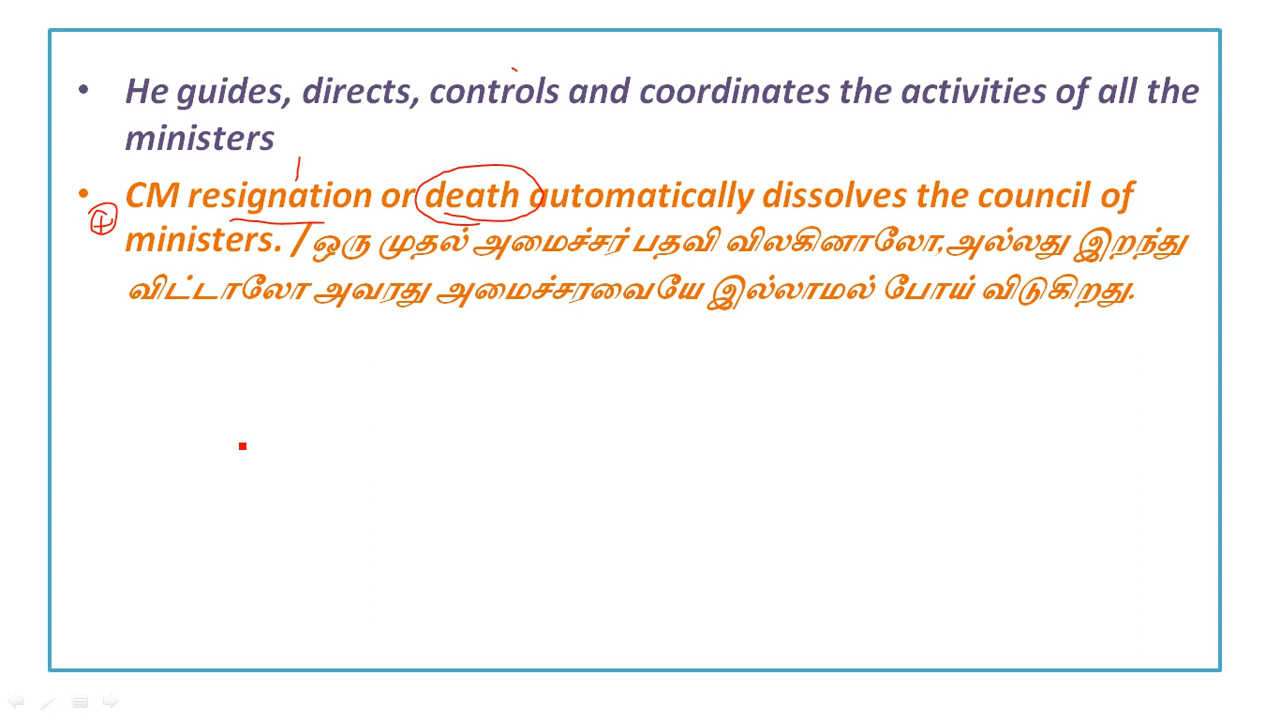 • He guides, directs, controls and coordinates the activities of all the
ministers
• CM resignation or death automatically dissolves the council of
ministers. /ஒரு முதல் அமைச்சர் பதவி விலகினாலோ,அல்லது இறந்து
விட்டாலோ அவரது அமைச்சரவையே இல்லாமல் போய் விடுகிறது.